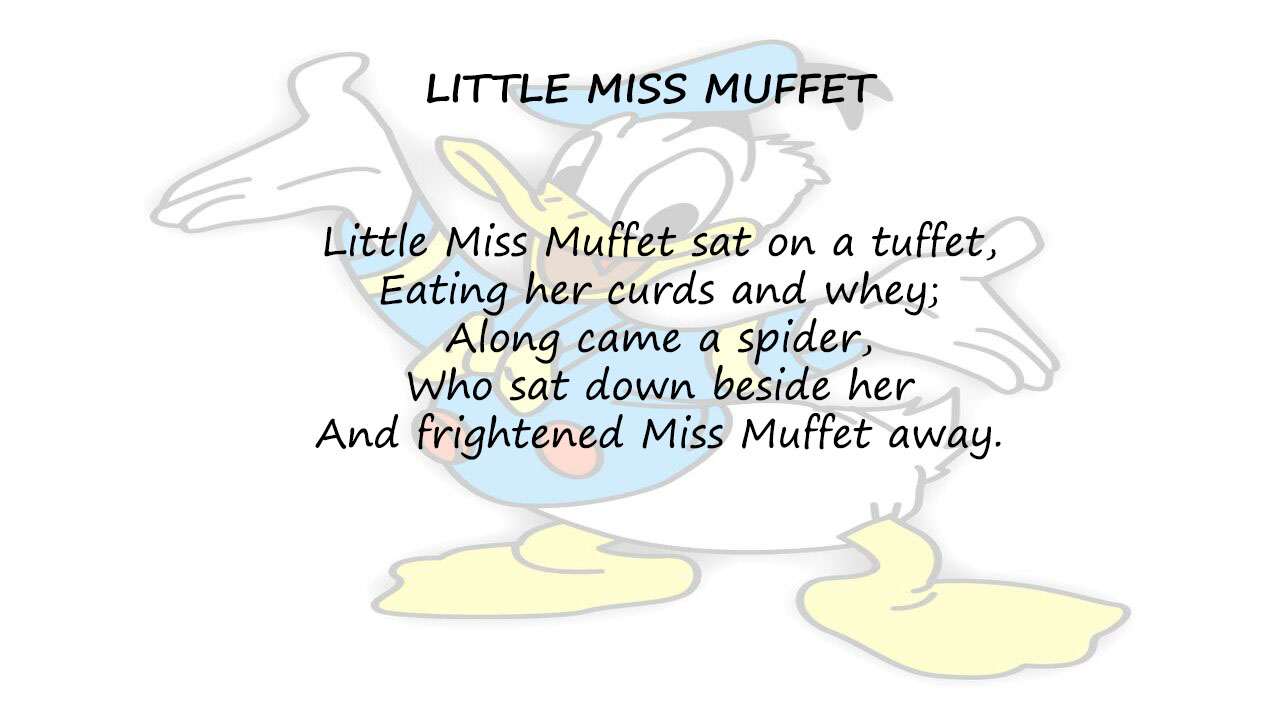 LITTLE MISS MUFFET
Little Miss Muffet sat on a tuffet,
Eating her curds and whey;
Along came a spider,
Who sat down beside her
And frightened Miss Muffet away.